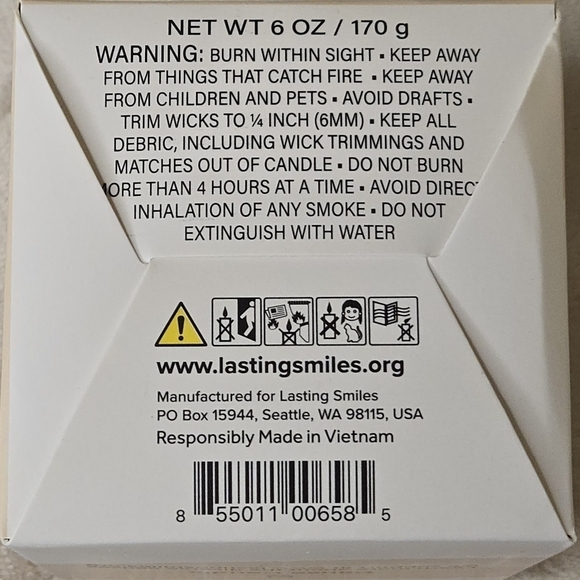 NET WT 6 OZ / 170 g
WARNING: BURN WITHIN SIGHT ▪ KEEP AWAY
FROM THINGS THAT CATCH FIRE ▪ KEEP AWAY
FROM CHILDREN AND PETS ▪ AVOID DRAFTS ▪
TRIM WICKS TO ¼ INCH (6MM) ▪ KEEP ALL
DEBRIC, INCLUDING WICK TRIMMINGS AND
MATCHES OUT OF CANDLE ▪ DO NOT BURN
MORE THAN 4 HOURS AT A TIME ▪ AVOID DIRECT
INHALATION OF ANY SMOKE ▪ DO NOT
EXTINGUISH WITH WATER
www.lastingsmiles.org
Manufactured for Lasting Smiles
PO Box 15944, Seattle, WA 98115, USA
Responsibly Made in Vietnam
8 55011 00658 5